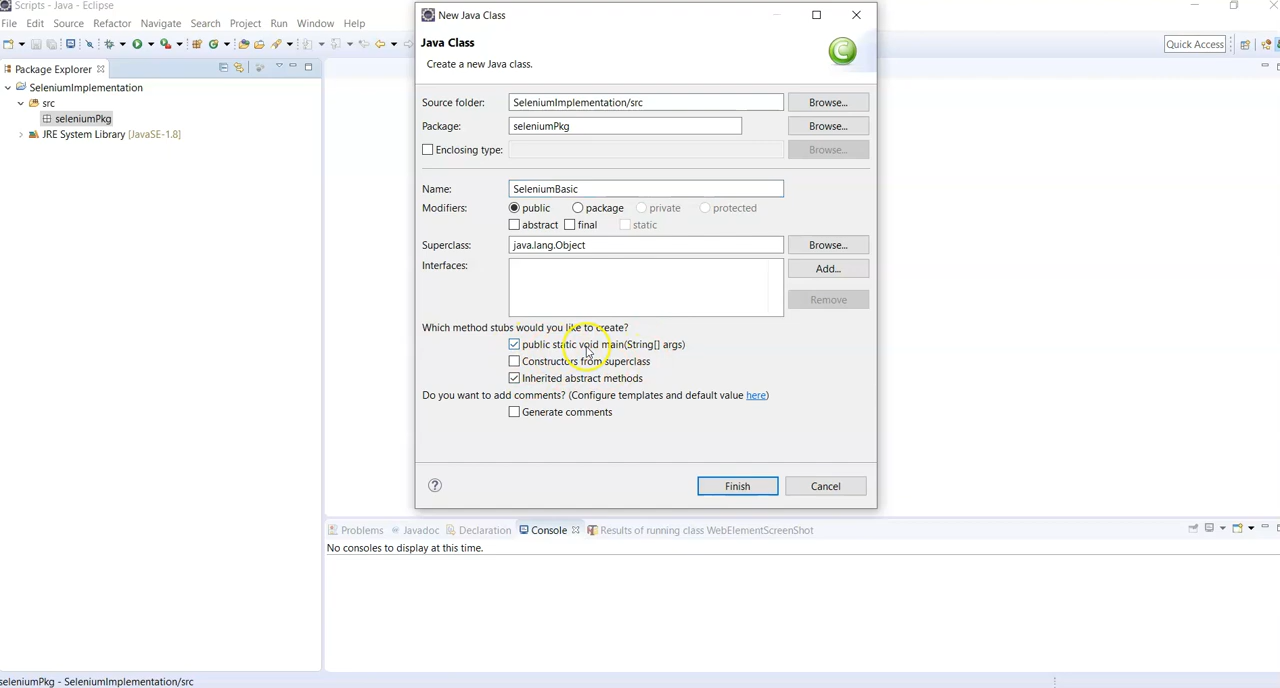 Scripts - Java - Eclipse
File Edit Source Refactor Navigate Search Project Run Window Help
Quick Access
Package Explorer
SeleniumImplementation
src
seleniumPkg
JRE System Library [JavaSE-1.8]
New Java Class
Java Class
Create a new Java class.
Source folder: SeleniumImplementation/src Browse...
Package: seleniumPkg Browse...
Enclosing type: Browse...
Name: SeleniumBasic
Modifiers: public package private protected
abstract final static
Superclass: java.lang.Object Browse...
Interfaces: Add...
Remove
Which method stubs would you like to create?
public static void main(String[] args)
Constructors from superclass
Inherited abstract methods
Do you want to add comments? (Configure templates and default value here)
Generate comments
? Finish Cancel
Problems Javadoc Declaration Console Results of running class WebElementScreenShot
No consoles to display at this time.
seleniumPkg - SeleniumImplementation/src